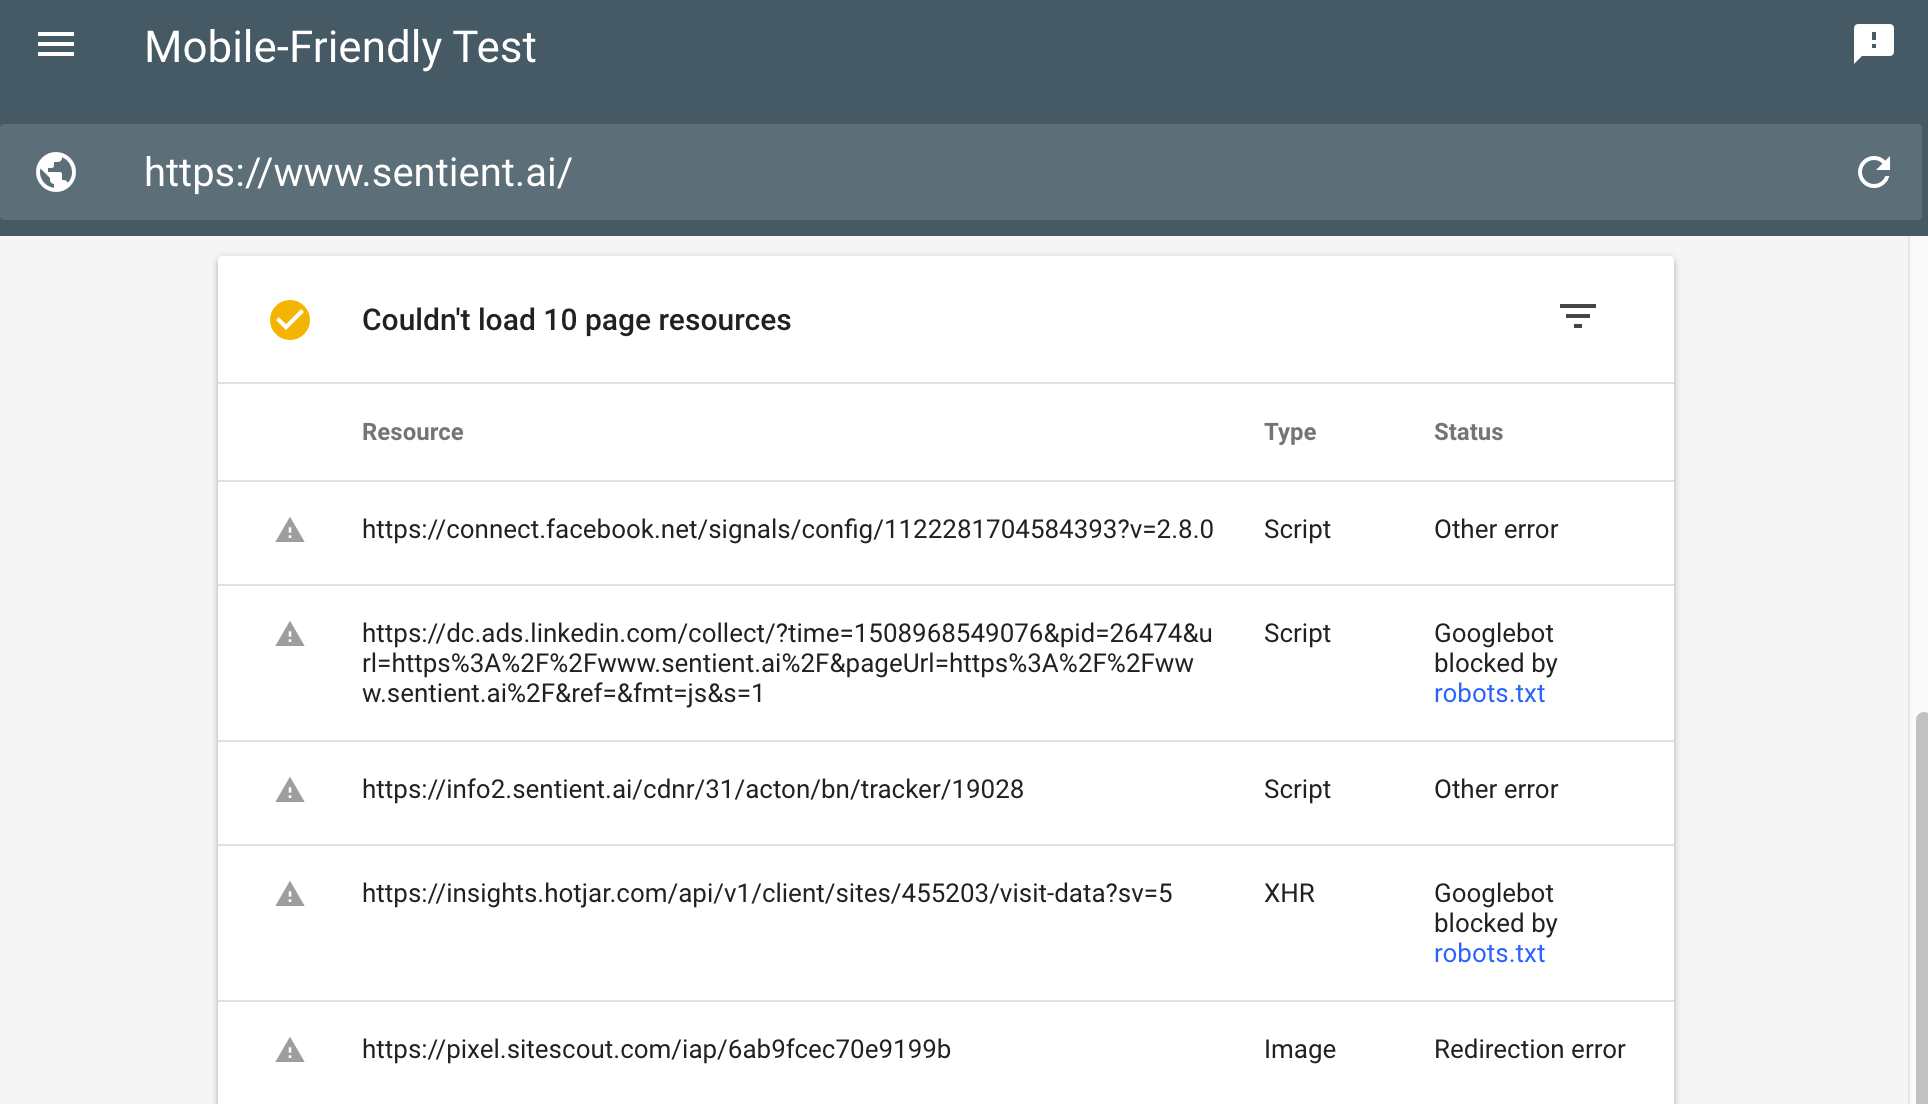 Mobile-Friendly Test
https://www.sentient.ai/
Couldn't load 10 page resources
Resource Type Status
https://connect.facebook.net/signals/config/1122281704584393?v=2.8.0 Script Other error
https://dc.ads.linkedin.com/collect/?time=1508968549076&pid=26474&u Script Googlebot
rl=https%3A%2F%2Fwww.sentient.ai%2F&pageUrl=https%3A%2F%2Fww blocked by
w.sentient.ai%2F&ref=&fmt=js&s=1 robots.txt
https://info2.sentient.ai/cdnr/31/acton/bn/tracker/19028 Script Other error
https://insights.hotjar.com/api/v1/client/sites/455203/visit-data?sv=5 XHR Googlebot
blocked by
robots.txt
https://pixel.sitescout.com/iap/6ab9fcec70e9199b Image Redirection error